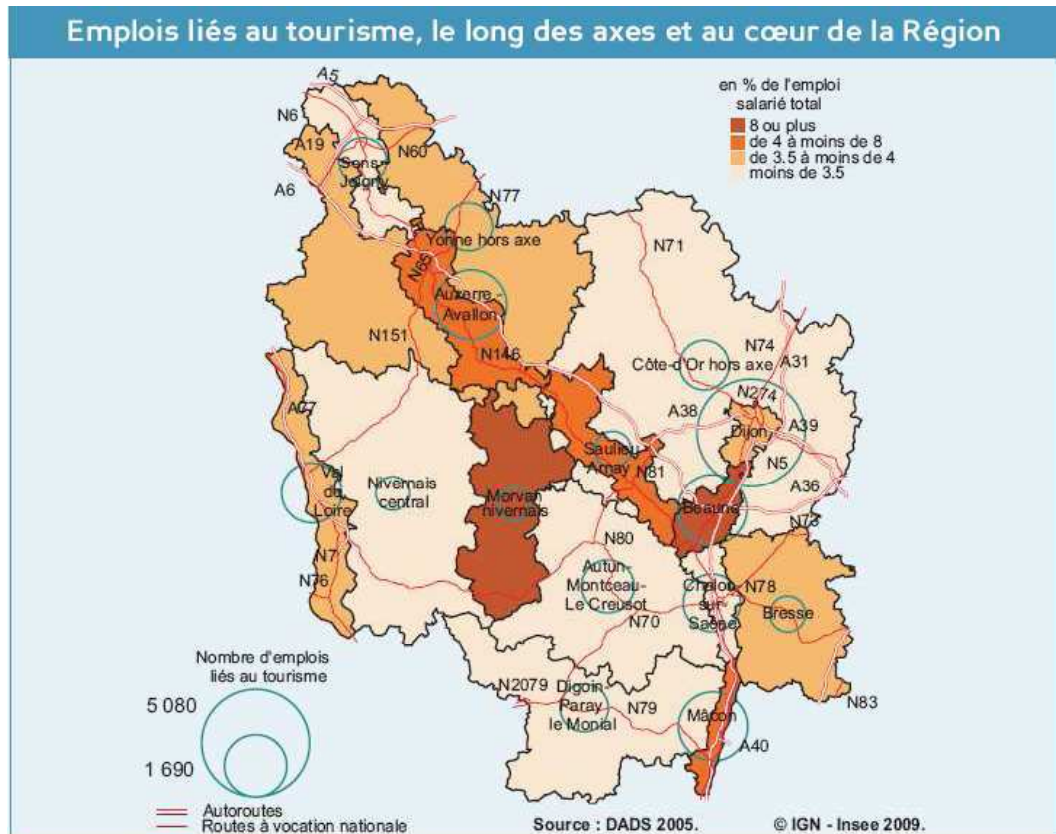 Emplois liés au tourisme, le long des axes et au cœur de la Région
en % de l'emploi
salarié total
8 ou plus
de 4 à moins de 8
de 3.5 à moins de 4
moins de 3.5
A5
N6
A19
N60
Sens-
Joigny
A6
N77
Yonne hors axe
N71
N65
Auxerre -
Avallon
N151
N146
N74
Côte-d'Or hors axe
A31
N274
A77
A38
A39
Dijon
Saulieu
Arnay
N81
N5
A36
Val
de
Loire
Nivernais
central
Morvan
nivernais
Beaune
N73
N7
N80
N76
Autun-
Montceau-
Le Creusot
Chalon
sur-
Saône
N78
Bresse
N70
Nombre d'emplois
liés au tourisme
N2079
Digoin-
Paray
le Monial
N79
Mâcon
N83
A40
5 080
1 690
Autoroutes
Routes à vocation nationale
Source : DADS 2005.
© IGN - Insee 2009.